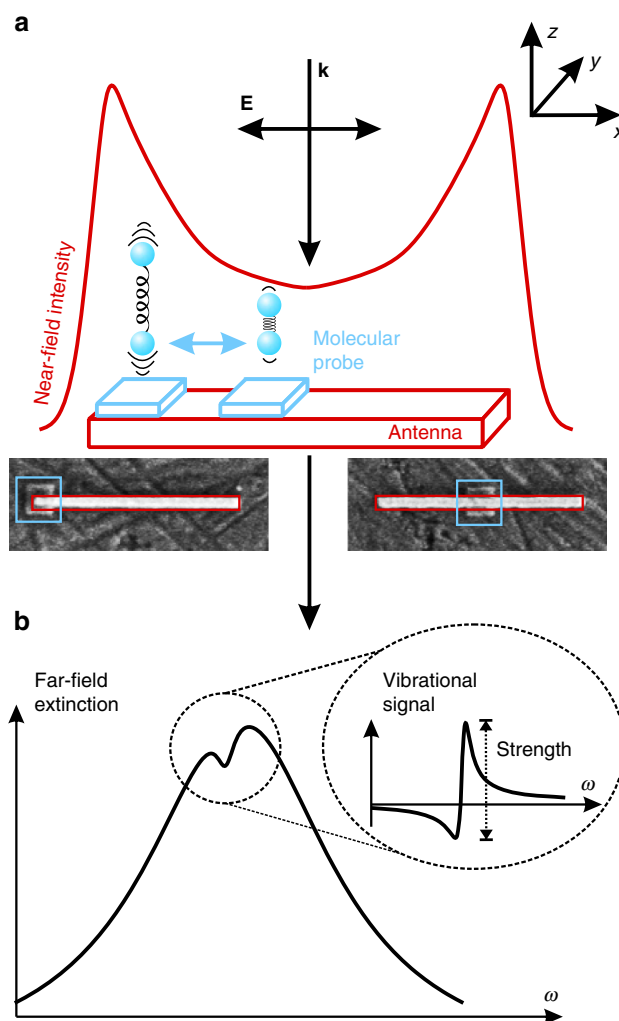 a
z
y
x
k
E
Near-field intensity
Molecular
probe
Antenna
b
Far-field
extinction
Vibrational
signal
Strength
ω
ω